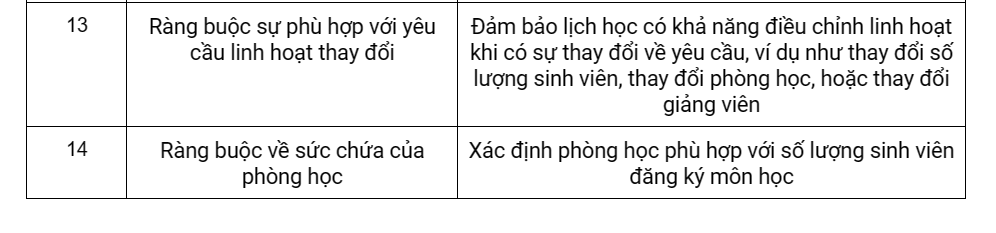 13
Ràng buộc sự phù hợp với yêu
cầu linh hoạt thay đổi
Đảm bảo lịch học có khả năng điều chỉnh linh hoạt
khi có sự thay đổi về yêu cầu, ví dụ như thay đổi số
lượng sinh viên, thay đổi phòng học, hoặc thay đổi
giảng viên
14
Ràng buộc về sức chứa của
phòng học
Xác định phòng học phù hợp với số lượng sinh viên
đăng ký môn học